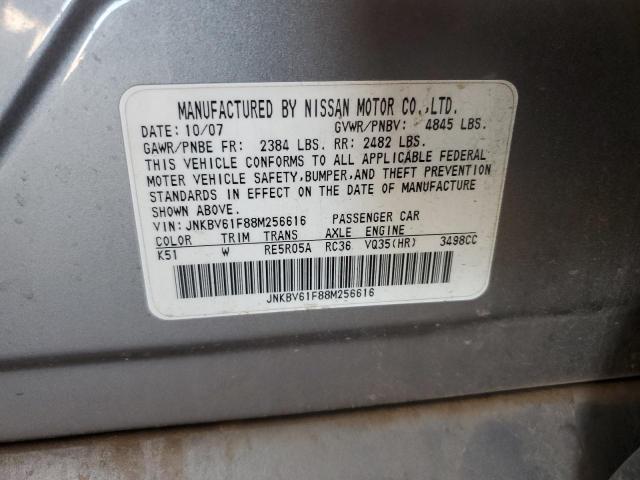 MANUFACTURED BY NISSAN MOTOR CO.,LTD.
DATE: 10/07 GVWR/PNBV: 4845 LBS.
GAWR/PNBE FR: 2384 LBS. RR: 2482 LBS.
THIS VEHICLE CONFORMS TO ALL APPLICABLE FEDERAL
MOTOR VEHICLE SAFETY,BUMPER,AND THEFT PREVENTION
STANDARDS IN EFFECT ON THE DATE OF MANUFACTURE
SHOWN ABOVE.
VIN: JNKBV61F88M256616 PASSENGER CAR
COLOR TRIM TRANS AXLE ENGINE
K51 W RE5R05A RC36 VQ35(HR) 3498CC
JNKBV61F88M256616